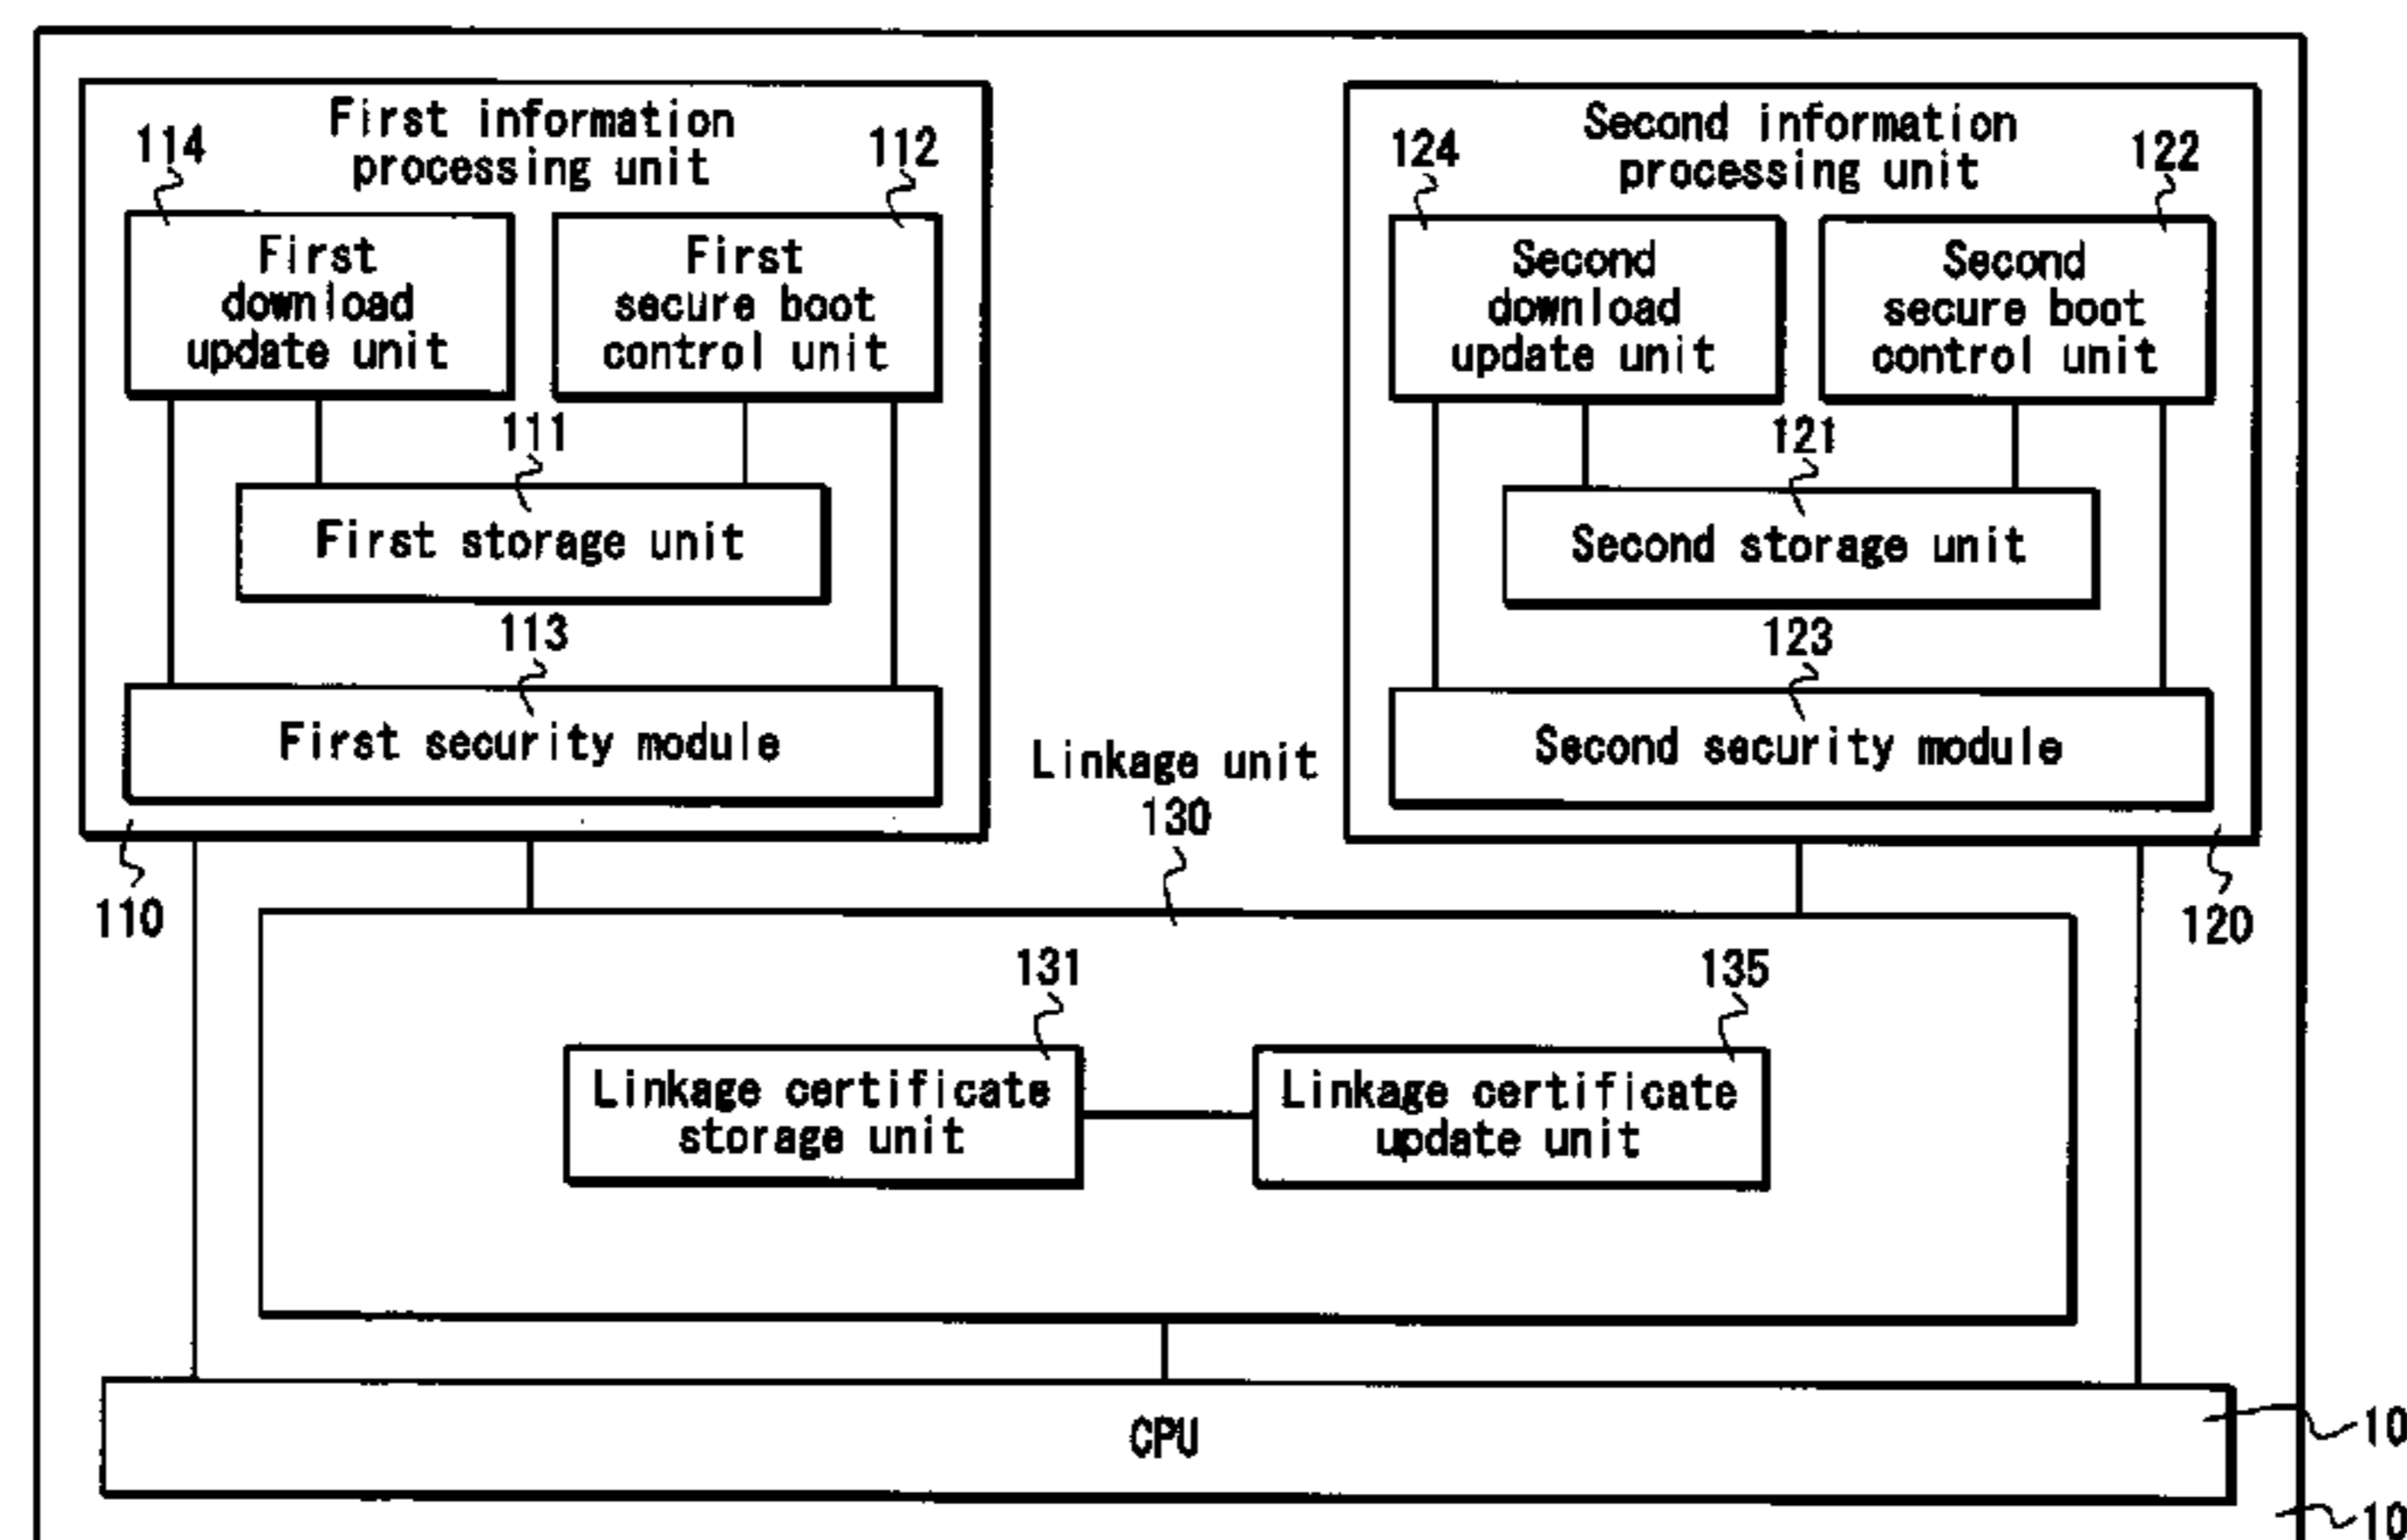 First information
processing unit
114
112
First
download
update unit
First
secure boot
control unit
111
First storage unit
113
First security module
110
Second information
processing unit
124
122
Second
download
update unit
Second
secure boot
control unit
121
Second storage unit
123
Second security module
120
Linkage unit
130
131
135
Linkage certificate
storage unit
Linkage certificate
update unit
CPU
10
10